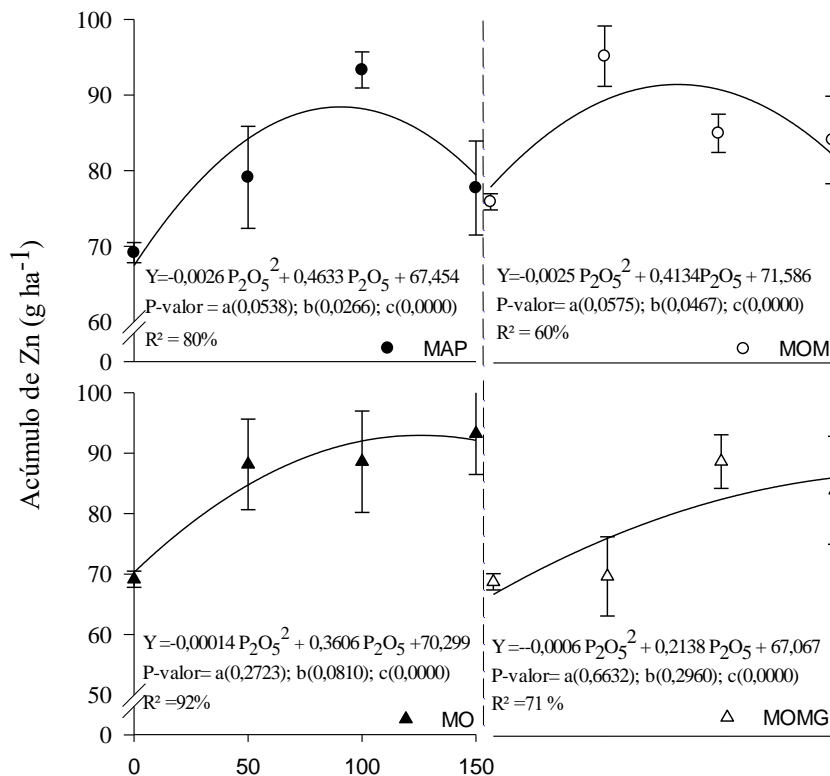 Acúmulo de Zn (g ha⁻¹)
100
90
80
70
60
0
Y=-0,0026 P₂O₅² + 0,4633 P₂O₅ + 67,454
P-valor = a(0,0538); b(0,0266); c(0,0000)
R² = 80%
MAP
Y=-0,0025 P₂O₅² + 0,4134P₂O₅ + 71,586
P-valor= a(0,0575); b(0,0467); c(0,0000)
R² = 60%
MOM
100
90
80
70
60
50
0
Y=-0,00014 P₂O₅² + 0,3606 P₂O₅ +70,299
P-valor= a(0,2723); b(0,0810); c(0,0000)
R² =92%
MO
Y=--0,0006 P₂O₅² + 0,2138 P₂O₅ + 67,067
P-valor= a(0,6632); b(0,2960); c(0,0000)
R² =71 %
MOMG
0 50 100 150